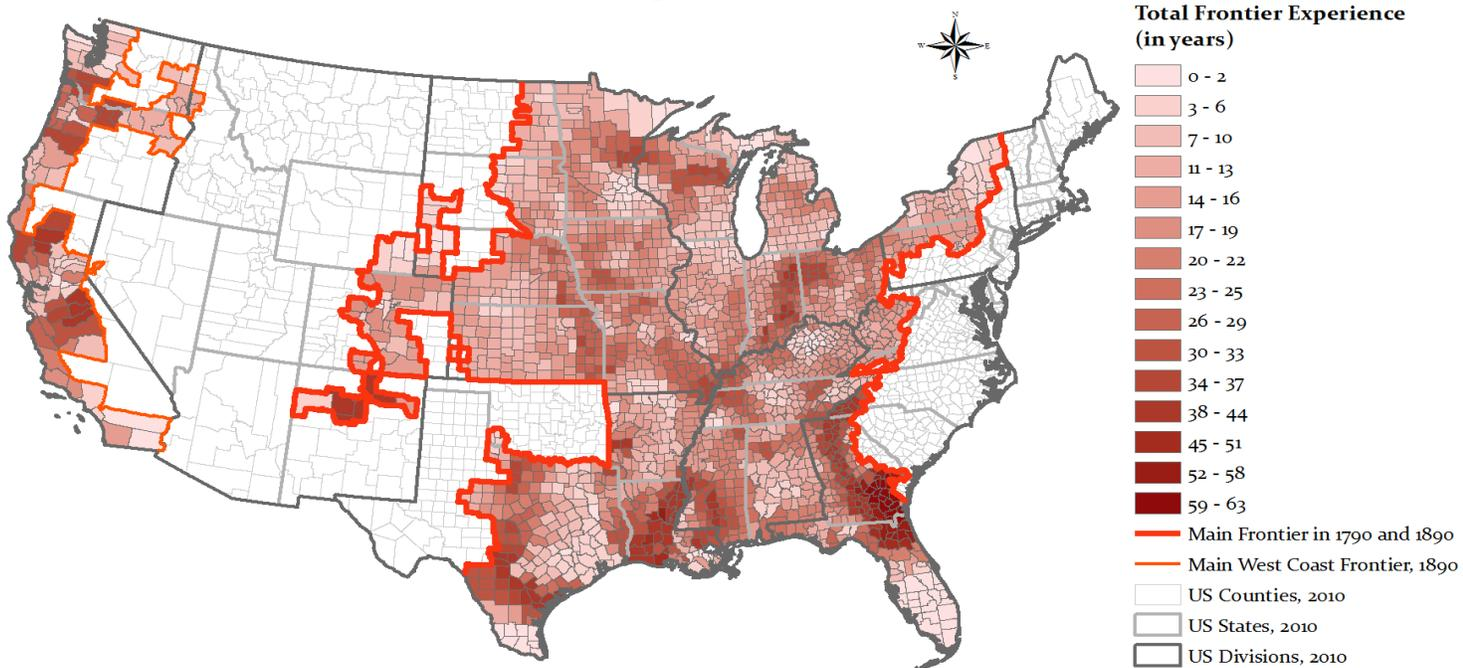 Total Frontier Experience
(in years)
N
W
E
S
0 - 2
3 - 6
7 - 10
11 - 13
14 - 16
17 - 19
20 - 22
23 - 25
26 - 29
30 - 33
34 - 37
38 - 44
45 - 51
52 - 58
59 - 63
Main Frontier in 1790 and 1890
Main West Coast Frontier, 1890
US Counties, 2010
US States, 2010
US Divisions, 2010